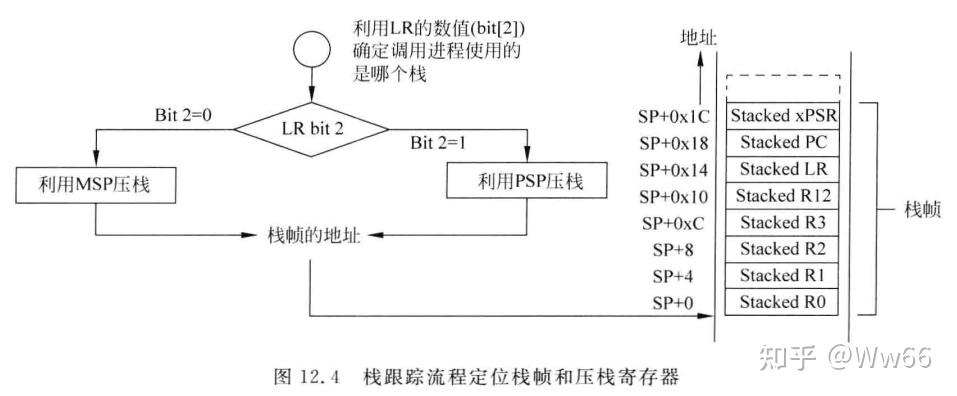 利用LR的数值(bit[2])
确定调用进程使用的
是哪个栈
Bit 2=0
LR bit 2
Bit 2=1
利用MSP压栈
利用PSP压栈
栈帧的地址
地址
SP+0x1C Stacked xPSR
SP+0x18 Stacked PC
SP+0x14 Stacked LR
SP+0x10 Stacked R12
SP+0xC Stacked R3
SP+8 Stacked R2
SP+4 Stacked R1
SP+0 Stacked R0
栈帧
知乎 @Ww66
图 12.4 栈跟踪流程定位栈帧和压栈寄存器